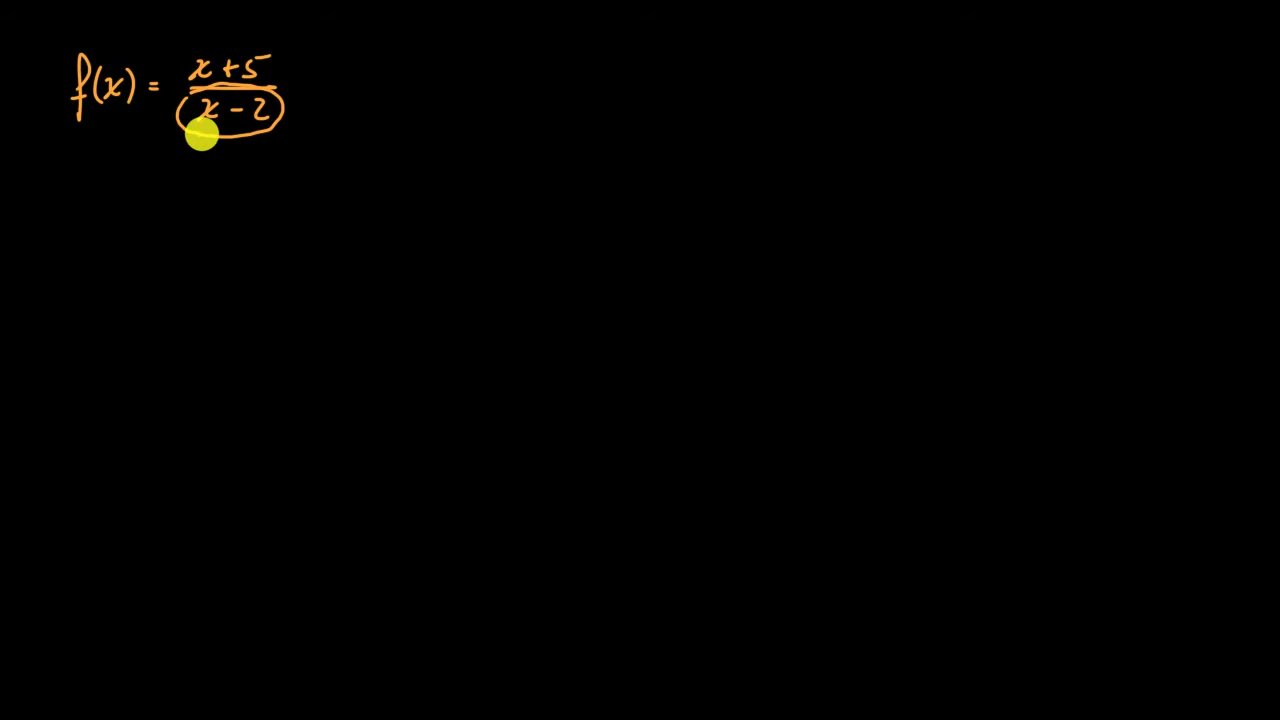 f(x) = (x + 5)/(x - 2)